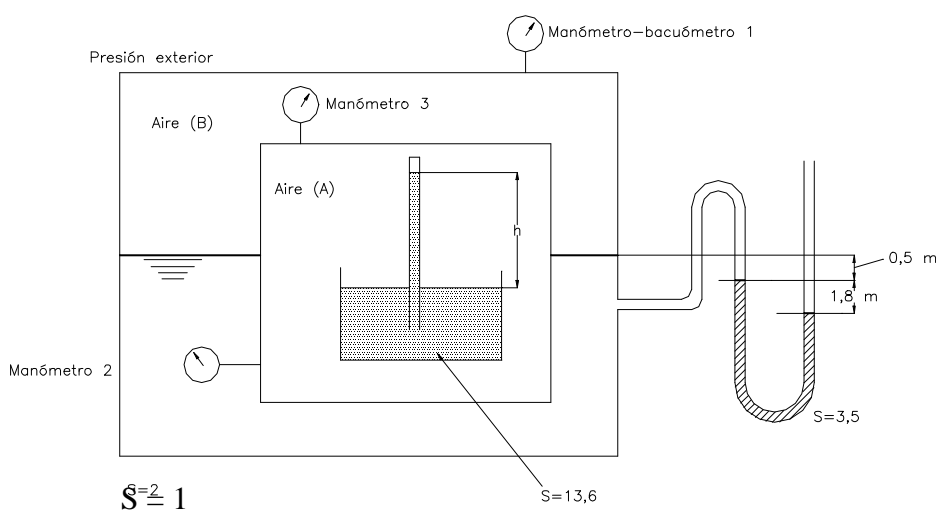 Manómetro-bacuómetro 1
Presión exterior
Manómetro 3
Aire (B)
Aire (A)
h
0,5 m
1,8 m
Manómetro 2
S=3,5
S=2
S = 1
S=13,6